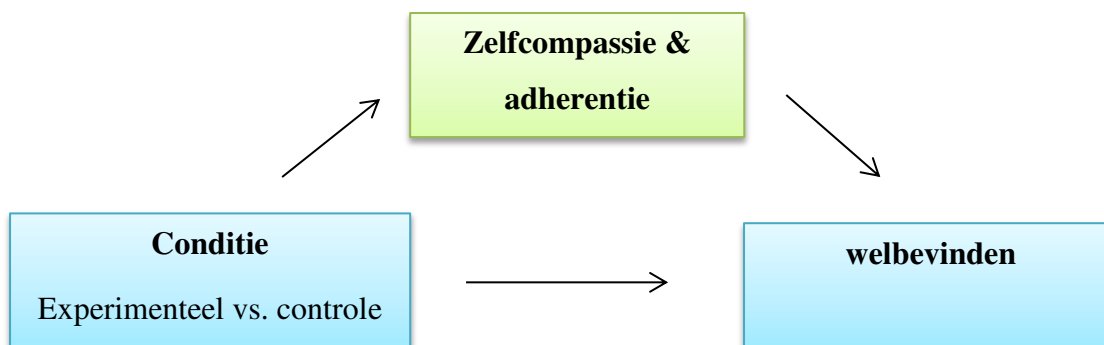 Zelfcompassie &
adherentie
Conditie
Experimenteel vs. controle
welbevinden